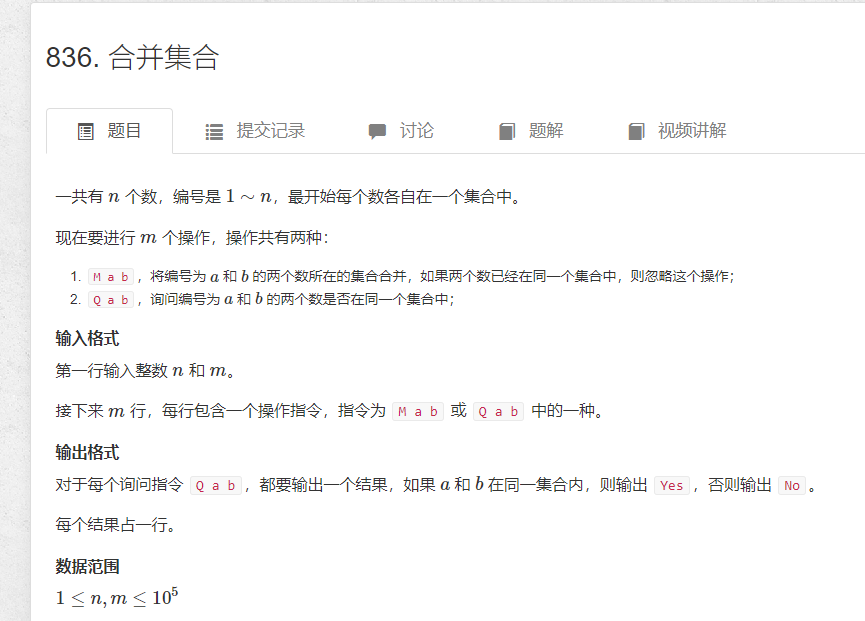 836. 合并集合
题目 提交记录 讨论 题解 视频讲解
一共有 n 个数，编号是 1 ∼ n，最开始每个数各自在一个集合中。
现在要进行 m 个操作，操作共有两种：
1. M a b ，将编号为 a 和 b 的两个数所在的集合合并，如果两个数已经在同一个集合中，则忽略这个操作；
2. Q a b ，询问编号为 a 和 b 的两个数是否在同一个集合中；
输入格式
第一行输入整数 n 和 m。
接下来 m 行，每行包含一个操作指令，指令为 M a b 或 Q a b 中的一种。
输出格式
对于每个询问指令 Q a b ，都要输出一个结果，如果 a 和 b 在同一集合内，则输出 Yes ，否则输出 No 。
每个结果占一行。
数据范围
1 ≤ n, m ≤ 10⁵